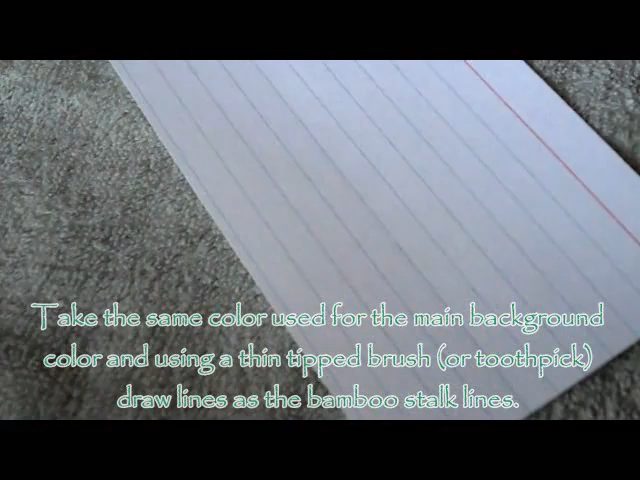 Take the same color used for the main background
color and using a thin tipped brush (or toothpick)
draw lines as the bamboo stalk lines.